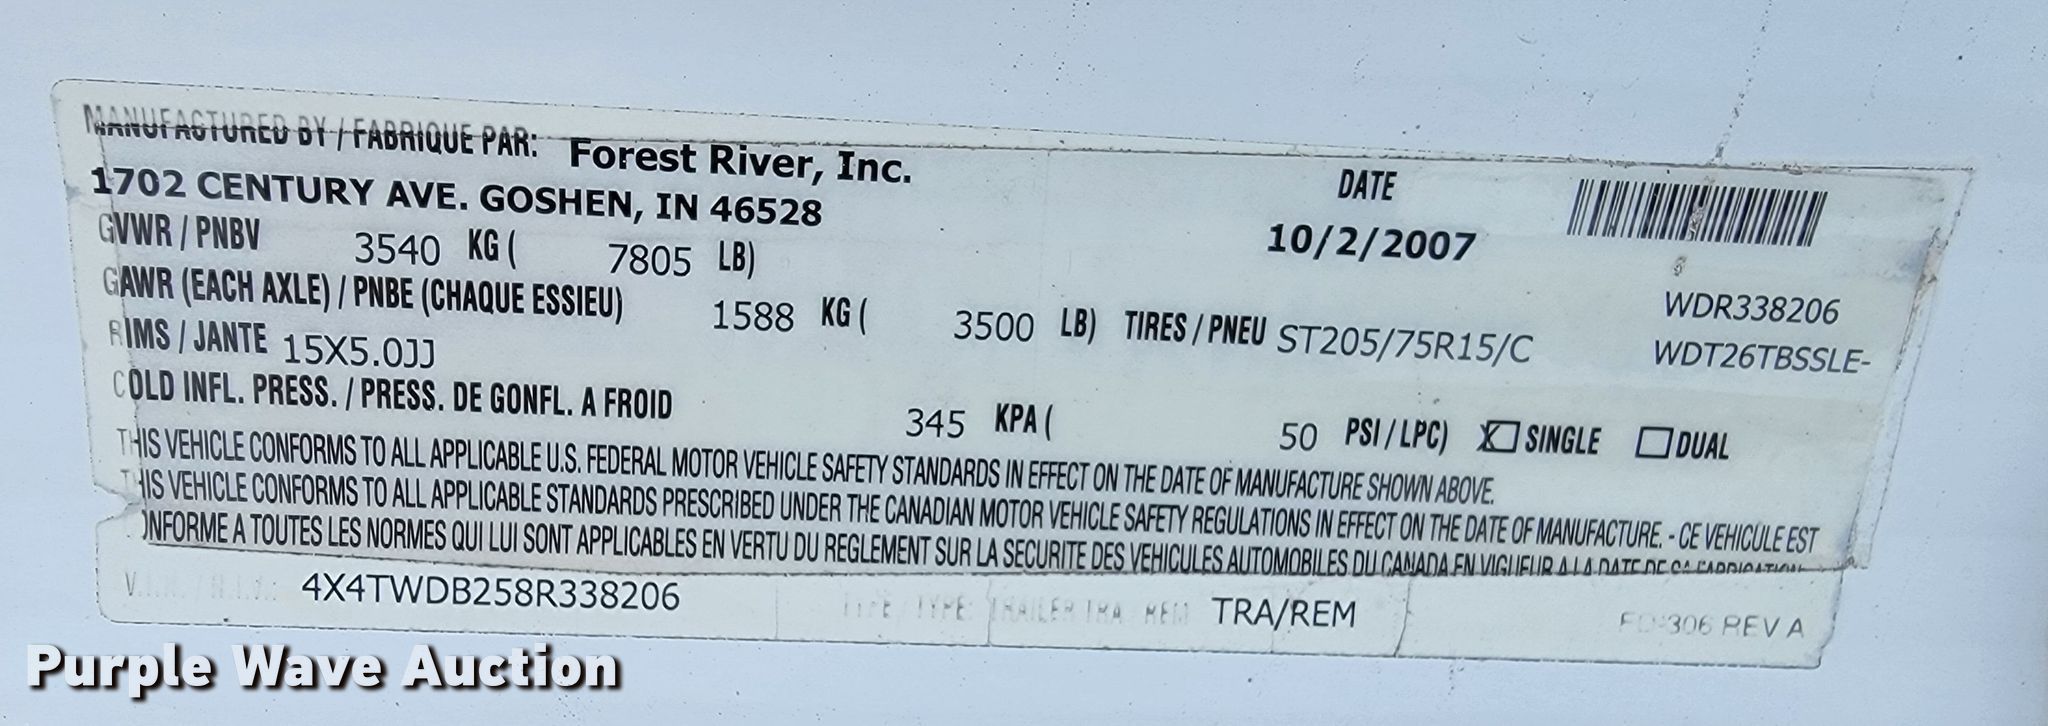 MANUFACTURED BY / FABRIQUE PAR: Forest River, Inc.
1702 CENTURY AVE. GOSHEN, IN 46528
DATE
10/2/2007
GVWR / PNBV 3540 KG ( 7805 LB)
GAWR (EACH AXLE) / PNBE (CHAQUE ESSIEU) 1588 KG ( 3500 LB) TIRES / PNEU ST205/75R15/C
WDR338206
WDT26TBSSLE-
RIMS / JANTE 15X5.0JJ
COLD INFL. PRESS. / PRESS. DE GONFL. A FROID 345 KPA ( 50 PSI / LPC) X SINGLE DUAL
THIS VEHICLE CONFORMS TO ALL APPLICABLE U.S. FEDERAL MOTOR VEHICLE SAFETY STANDARDS IN EFFECT ON THE DATE OF MANUFACTURE SHOWN ABOVE.
THIS VEHICLE CONFORMS TO ALL APPLICABLE STANDARDS PRESCRIBED UNDER THE CANADIAN MOTOR VEHICLE SAFETY REGULATIONS IN EFFECT ON THE DATE OF MANUFACTURE. - CE VEHICULE EST
ONFORME A TOUTES LES NORMES QUI LUI SONT APPLICABLES EN VERTU DU REGLEMENT SUR LA SECURITE DES VEHICULES AUTOMOBILES DU CANADA EN VIGUEUR A LA DATE DE SA FABRICATION.
V.I.N. / N.I.V.: 4X4TWDB258R338206 TYPE / TYPE: TRAILER TRA / REM TRA/REM 306 REV A
Purple Wave Auction